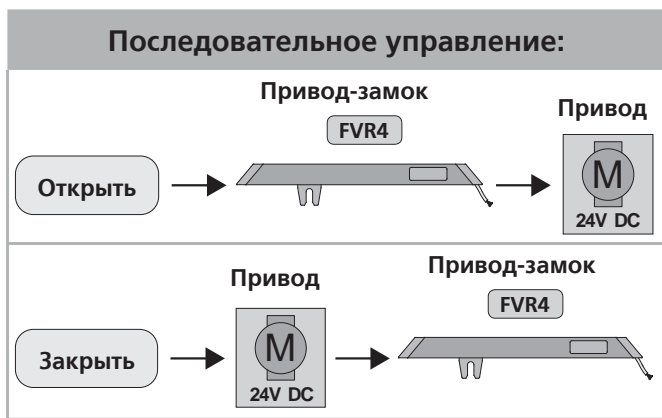 Последовательное управление:
Привод-замок
FVR4
Привод
Открыть
M
24V DC
Привод
Привод-замок
FVR4
Закрыть
M
24V DC